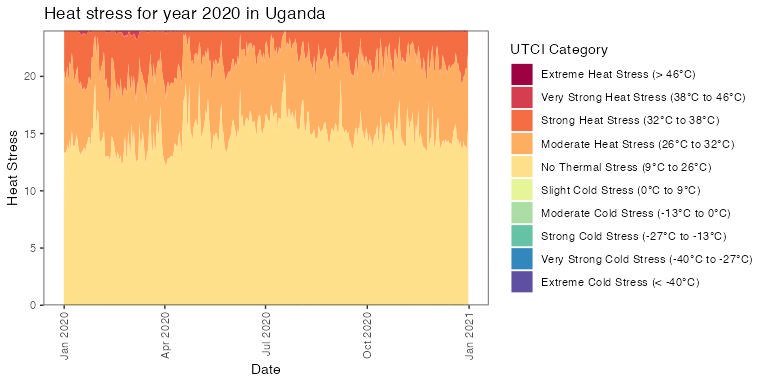 Heat stress for year 2020 in Uganda
Heat Stress
20
15
10
5
0
Jan 2020
Apr 2020
Jul 2020
Oct 2020
Jan 2021
Date
UTCI Category
Extreme Heat Stress (> 46°C)
Very Strong Heat Stress (38°C to 46°C)
Strong Heat Stress (32°C to 38°C)
Moderate Heat Stress (26°C to 32°C)
No Thermal Stress (9°C to 26°C)
Slight Cold Stress (0°C to 9°C)
Moderate Cold Stress (-13°C to 0°C)
Strong Cold Stress (-27°C to -13°C)
Very Strong Cold Stress (-40°C to -27°C)
Extreme Cold Stress (< -40°C)